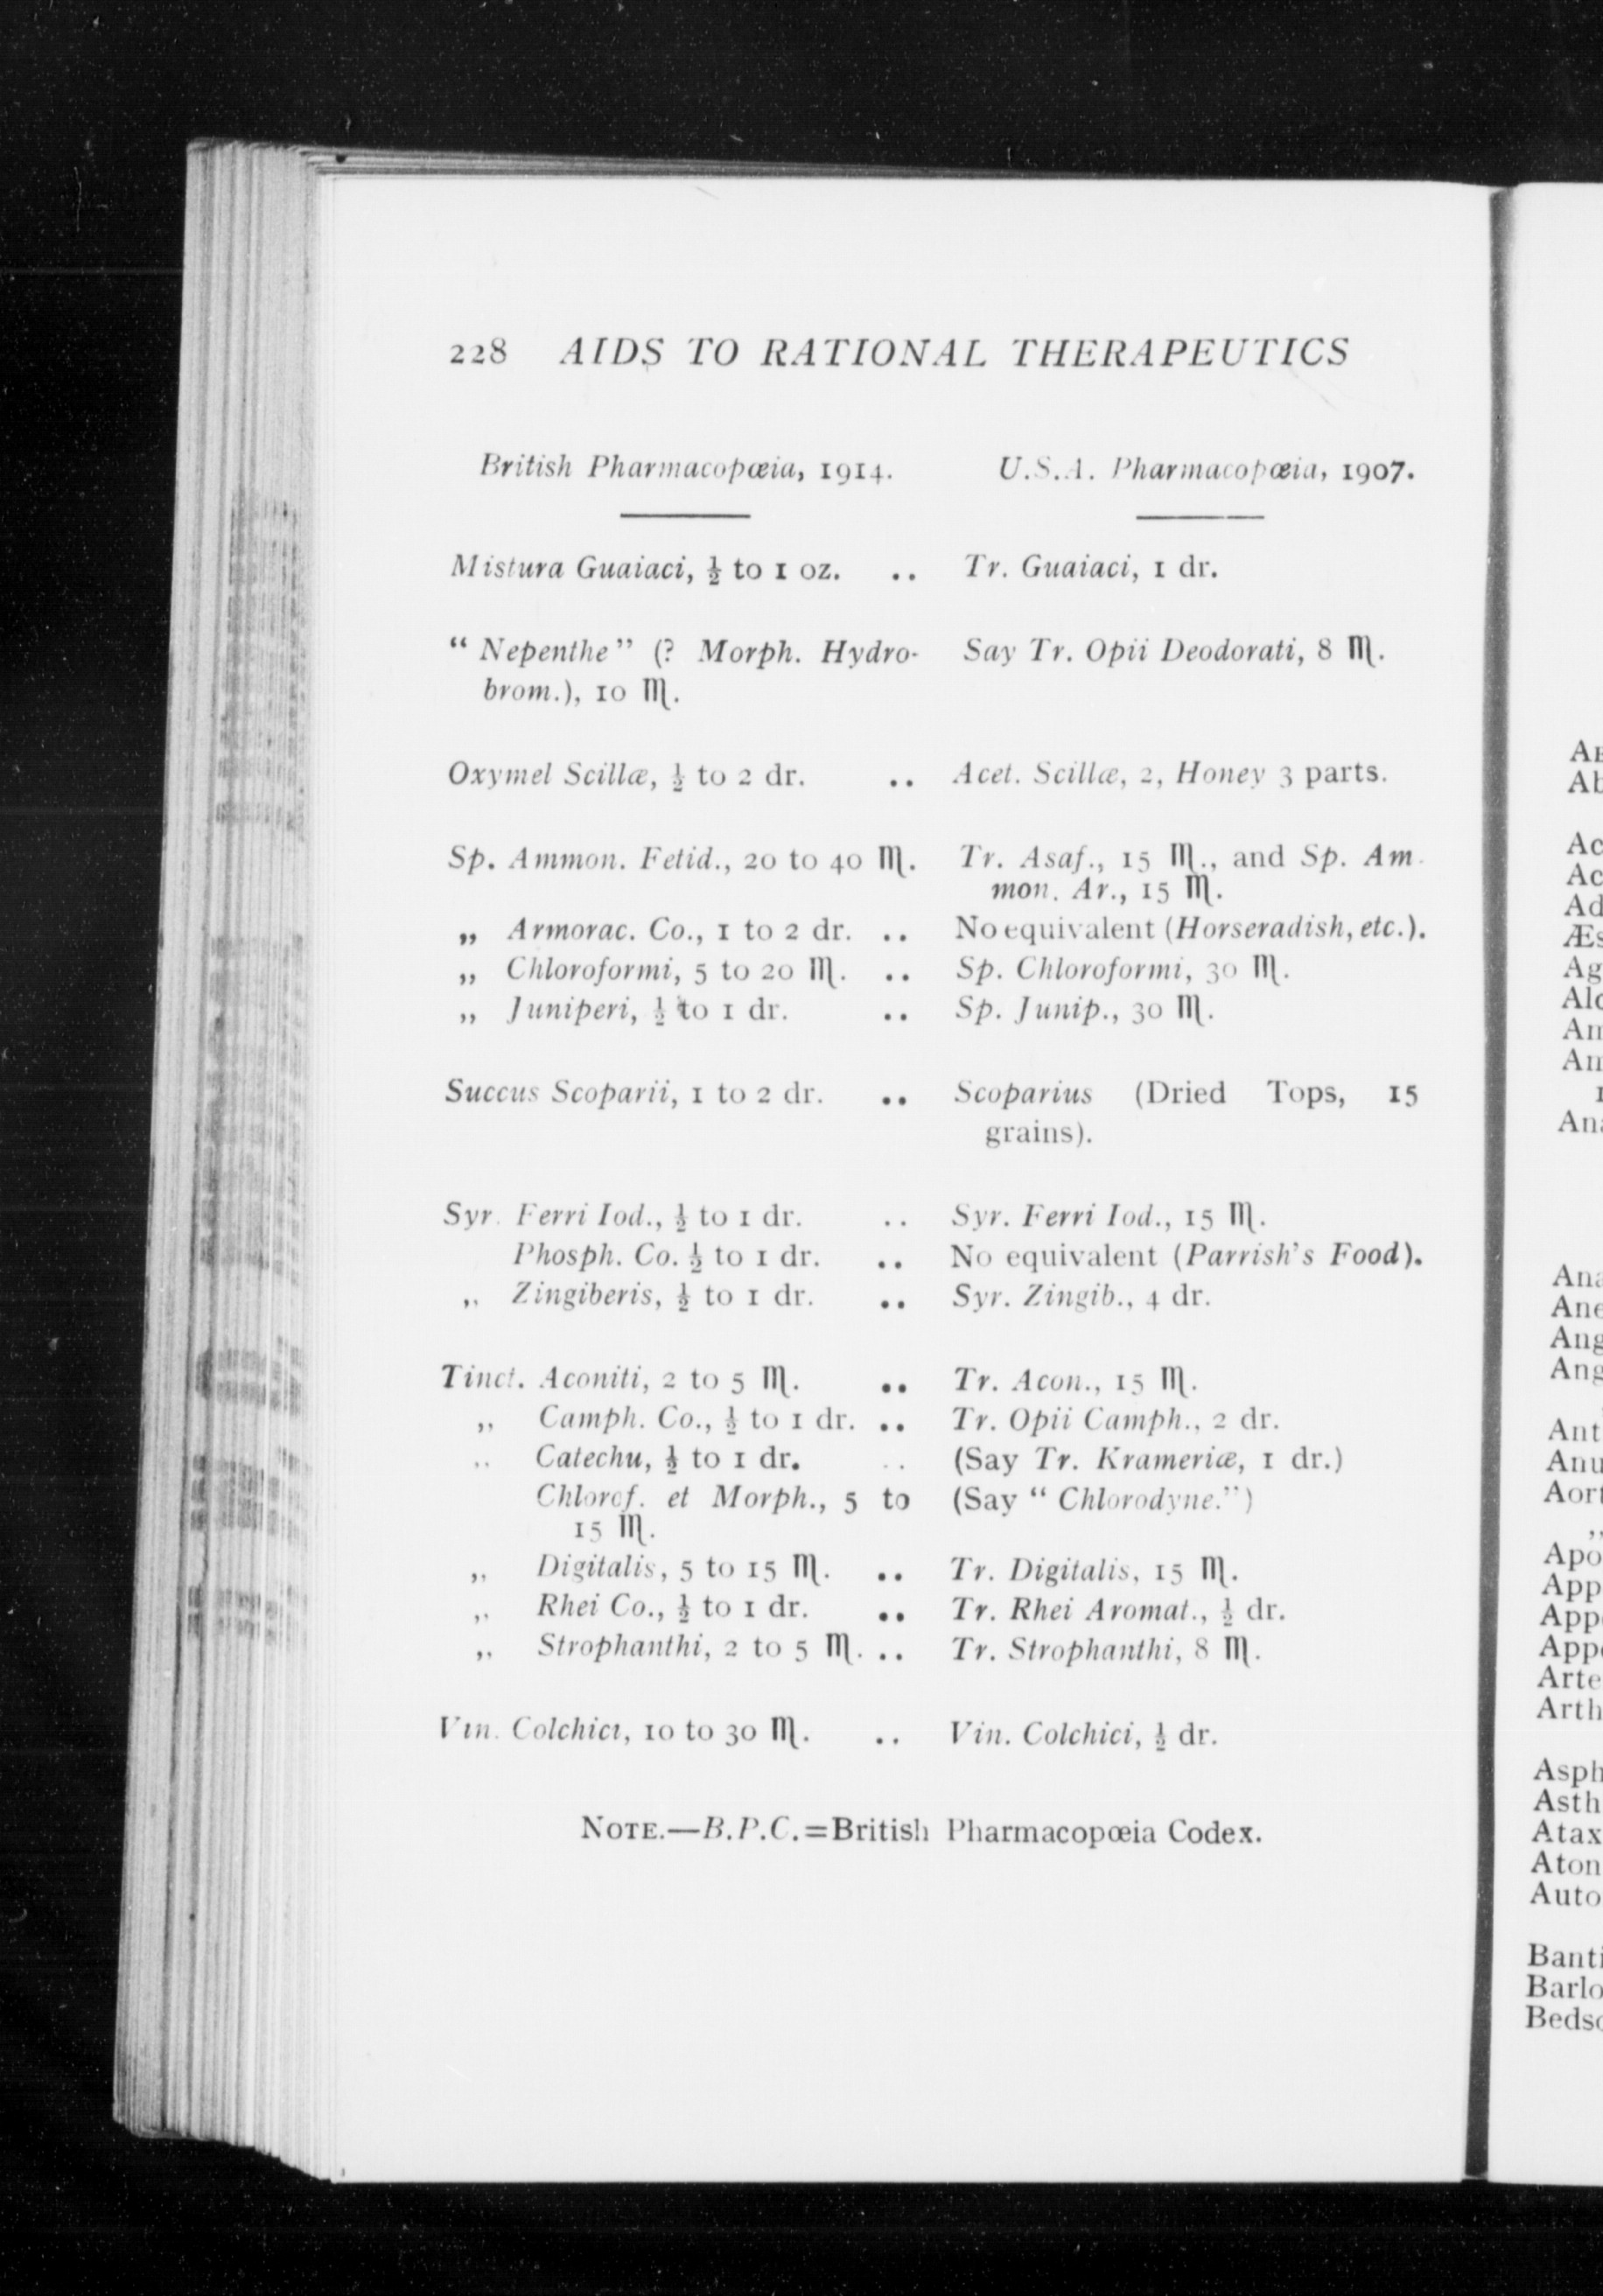 228 AIDS TO RATIONAL THERAPEUTICS
British Pharmacopœia, 1914. U.S.A. Pharmacopœia, 1907.
Mistura Guaiaci, ½ to 1 oz. .. Tr. Guaiaci, 1 dr.
“Nepenthe” (? Morph. Hydro- Say Tr. Opii Deodorati, 8 ♏.
brom.), 10 ♏.
Oxymel Scillæ, ½ to 2 dr. .. Acet. Scillæ, 2, Honey 3 parts.
Sp. Ammon. Fetid., 20 to 40 ♏. Tr. Asaf., 15 ♏., and Sp. Am-
mon. Ar., 15 ♏.
„ Armorac. Co., 1 to 2 dr. .. No equivalent (Horseradish, etc.).
„ Chloroformi, 5 to 20 ♏. .. Sp. Chloroformi, 30 ♏.
„ Juniperi, ½ to 1 dr. .. Sp. Junip., 30 ♏.
Succus Scoparii, 1 to 2 dr. .. Scoparius (Dried Tops, 15
grains).
Syr. Ferri Iod., ½ to 1 dr. .. Syr. Ferri Iod., 15 ♏.
Phosph. Co. ½ to 1 dr. .. No equivalent (Parrish's Food).
„ Zingiberis, ½ to 1 dr. .. Syr. Zingib., 4 dr.
Tinct. Aconiti, 2 to 5 ♏. .. Tr. Acon., 15 ♏.
„ Camph. Co., ½ to 1 dr. .. Tr. Opii Camph., 2 dr.
„ Catechu, ½ to 1 dr. .. (Say Tr. Krameriæ, 1 dr.)
Chlorof. et Morph., 5 to (Say “Chlorodyne.”)
15 ♏.
„ Digitalis, 5 to 15 ♏. .. Tr. Digitalis, 15 ♏.
„ Rhei Co., ½ to 1 dr. .. Tr. Rhei Aromat., ½ dr.
„ Strophanthi, 2 to 5 ♏. .. Tr. Strophanthi, 8 ♏.
Vin. Colchici, 10 to 30 ♏. .. Vin. Colchici, ½ dr.
NOTE.—B.P.C.=British Pharmacopœia Codex.